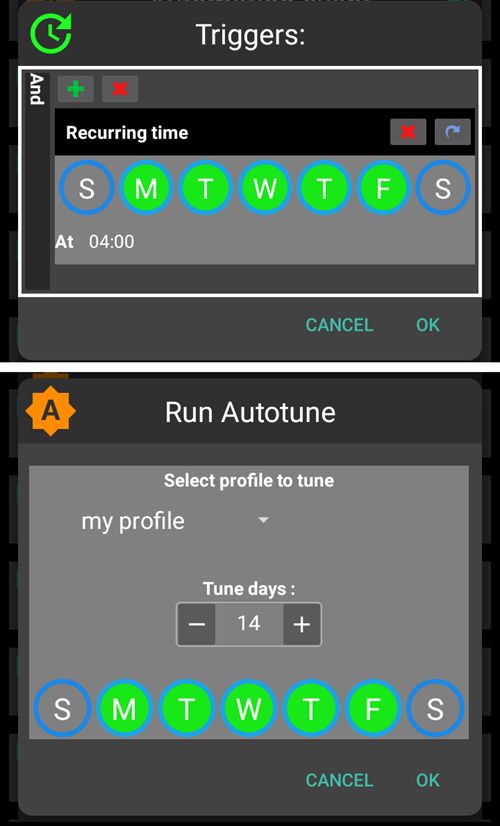 Triggers:
And
Recurring time
S M T W T F S
At 04:00
CANCEL OK
A
Run Autotune
Select profile to tune
my profile
Tune days :
− 14 +
S M T W T F S
CANCEL OK